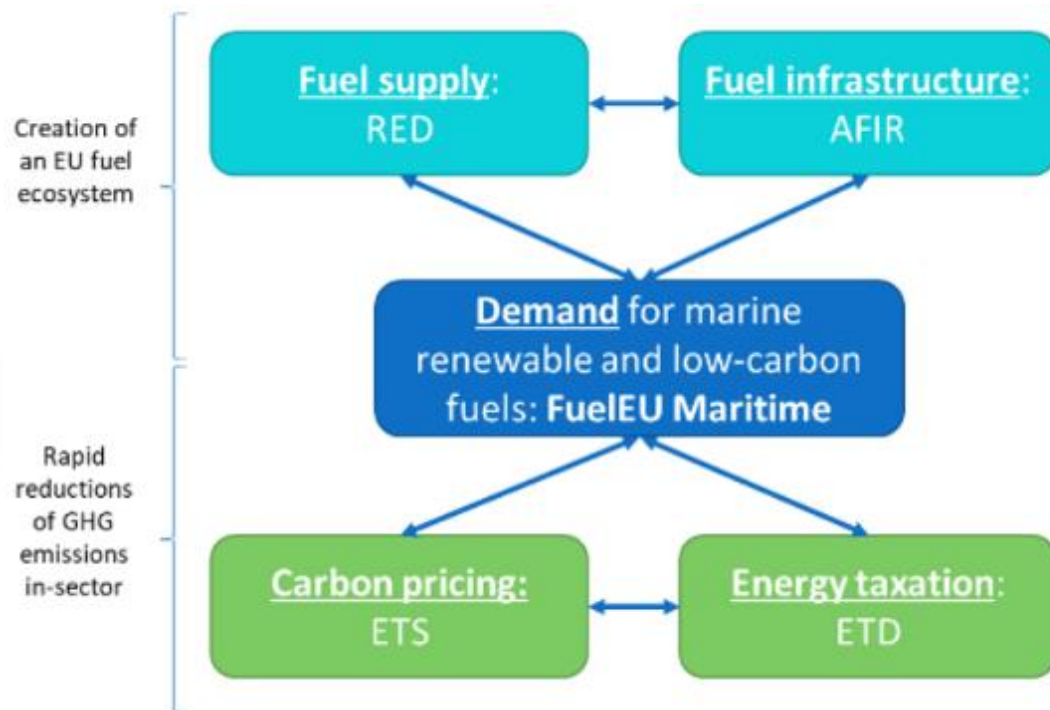 Creation of
an EU fuel
ecosystem
Fuel supply:
RED
Fuel infrastructure:
AFIR
Demand for marine
renewable and low-carbon
fuels: FuelEU Maritime
Rapid
reductions
of GHG
emissions
in-sector
Carbon pricing:
ETS
Energy taxation:
ETD